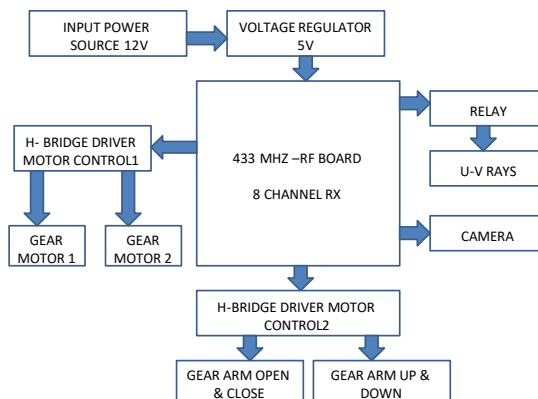 INPUT POWER
SOURCE 12V
VOLTAGE REGULATOR
5V
H- BRIDGE DRIVER
MOTOR CONTROL1
433 MHZ –RF BOARD
8 CHANNEL RX
RELAY
U-V RAYS
CAMERA
GEAR
MOTOR 1
GEAR
MOTOR 2
H-BRIDGE DRIVER MOTOR
CONTROL2
GEAR ARM OPEN
& CLOSE
GEAR ARM UP &
DOWN